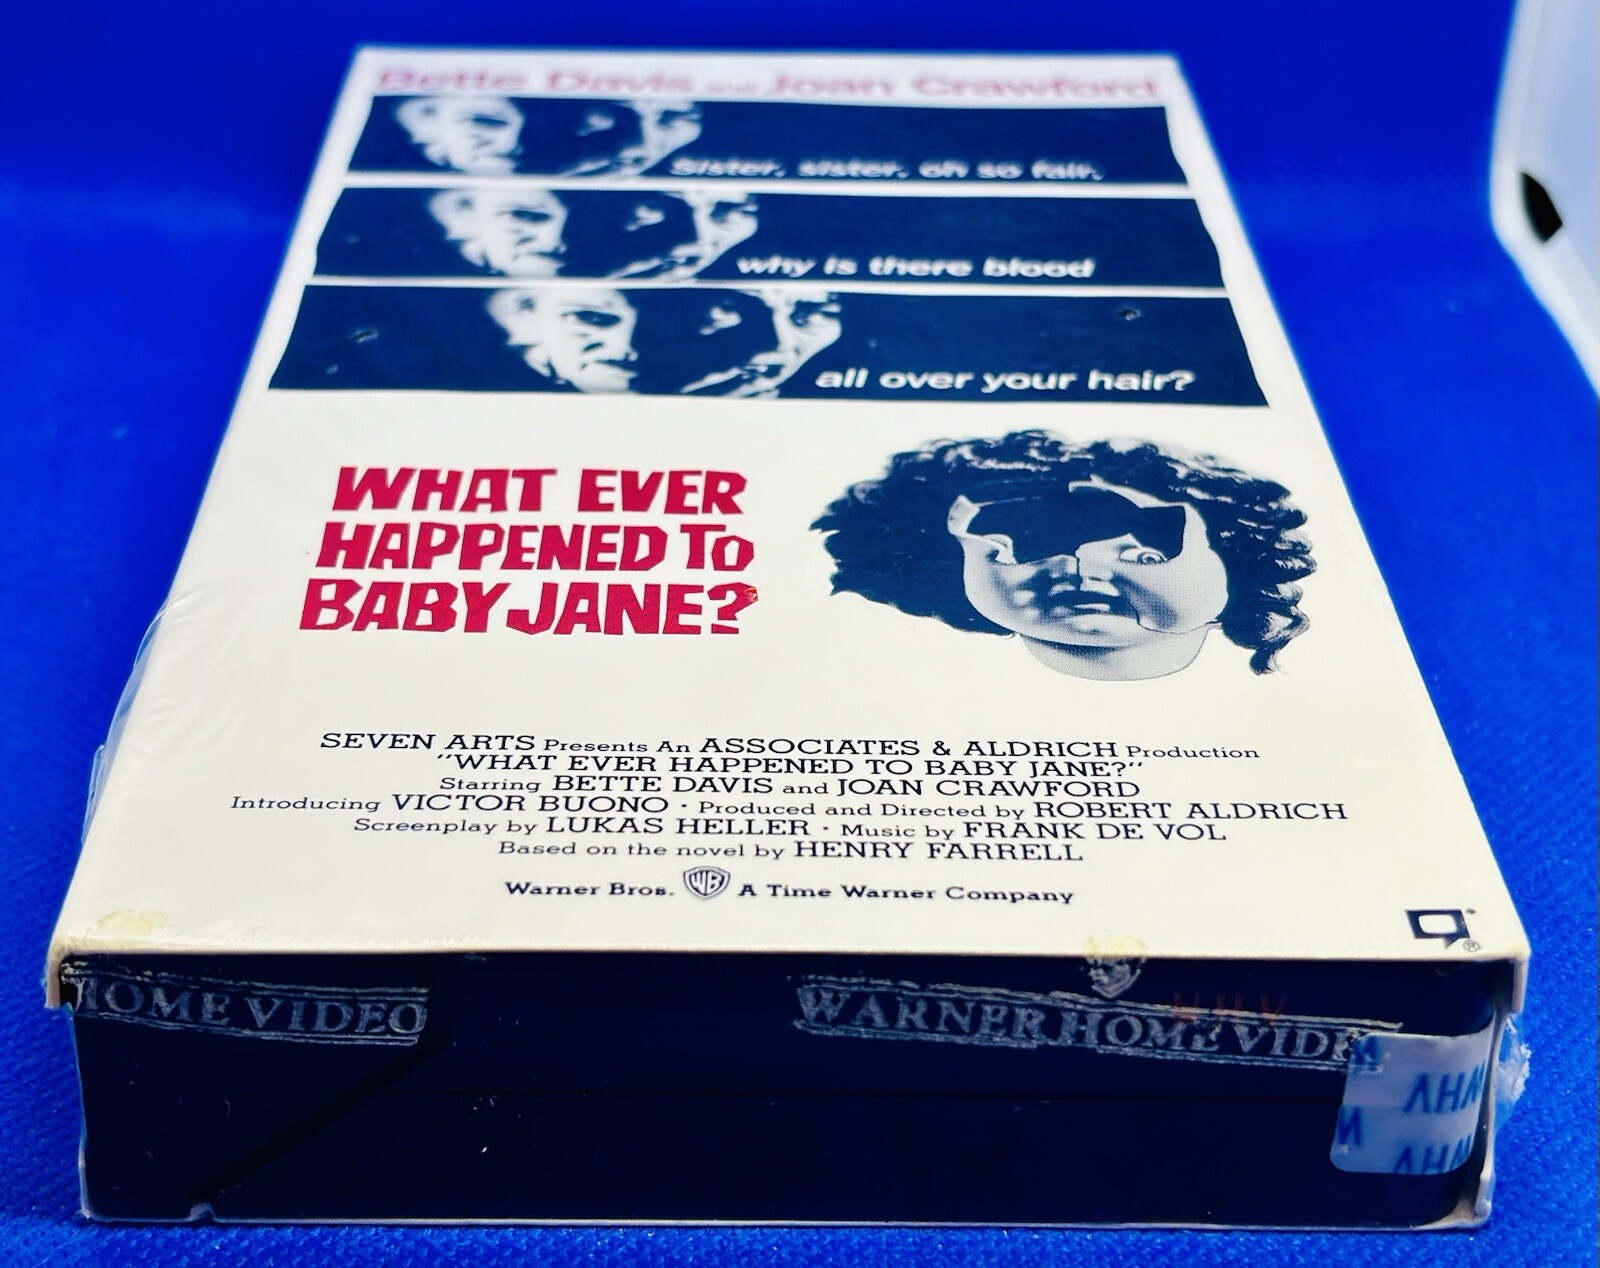 Bette Davis and Joan Crawford
Sister, sister, oh so fair,
why is there blood
all over your hair?
WHAT EVER
HAPPENED TO
BABY JANE?
SEVEN ARTS Presents An ASSOCIATES & ALDRICH Production
"WHAT EVER HAPPENED TO BABY JANE?"
Starring BETTE DAVIS and JOAN CRAWFORD
Introducing VICTOR BUONO · Produced and Directed by ROBERT ALDRICH
Screenplay by LUKAS HELLER · Music by FRANK DE VOL
Based on the novel by HENRY FARRELL
Warner Bros. WB A Time Warner Company
HOME VIDEO
WARNER HOME VIDE
WHV
WHV
WHV